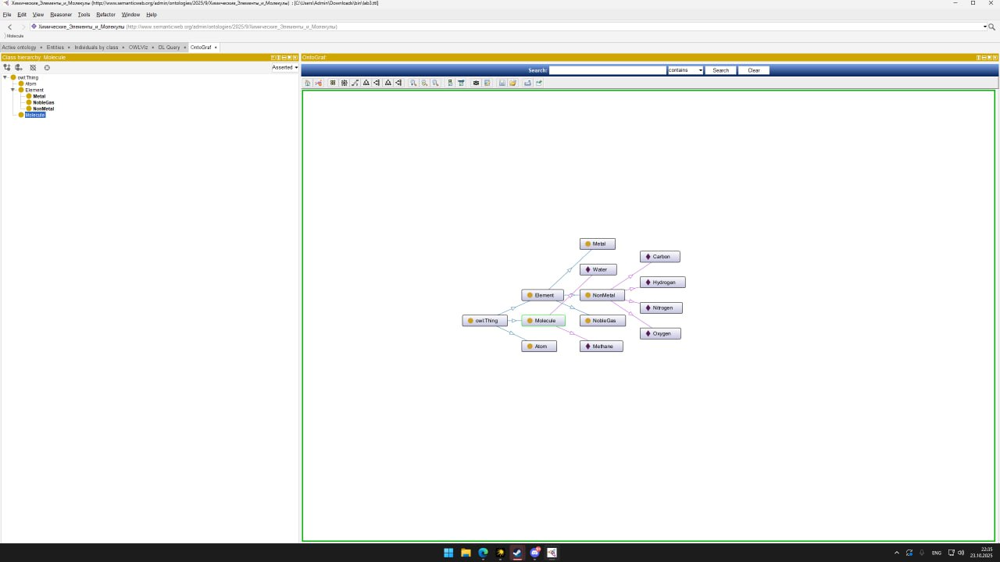 Химические_Элементы_и_Молекулы (http://www.semanticweb.org/admin/ontologies/2025/9/Химические_Элементы_и_Молекулы) : [C:\Users\Admin\Downloads\bin\lab3.ttl]
File Edit View Reasoner Tools Refactor Window Help
Химические_Элементы_и_Молекулы (http://www.semanticweb.org/admin/ontologies/2025/9/Химические_Элементы_и_Молекулы)
Molecule
Active ontology × Entities × Individuals by class × OWLViz × DL Query × OntoGraf ×
Class hierarchy: Molecule
OntoGraf:
Search: contains Search Clear
Asserted
owl:Thing
Atom
Element
Metal
NobleGas
NonMetal
Molecule
Metal
Carbon
Water
Hydrogen
Element
NonMetal
Nitrogen
owl:Thing
Molecule
NobleGas
Oxygen
Atom
Methane
ENG
22:35
23.10.2025